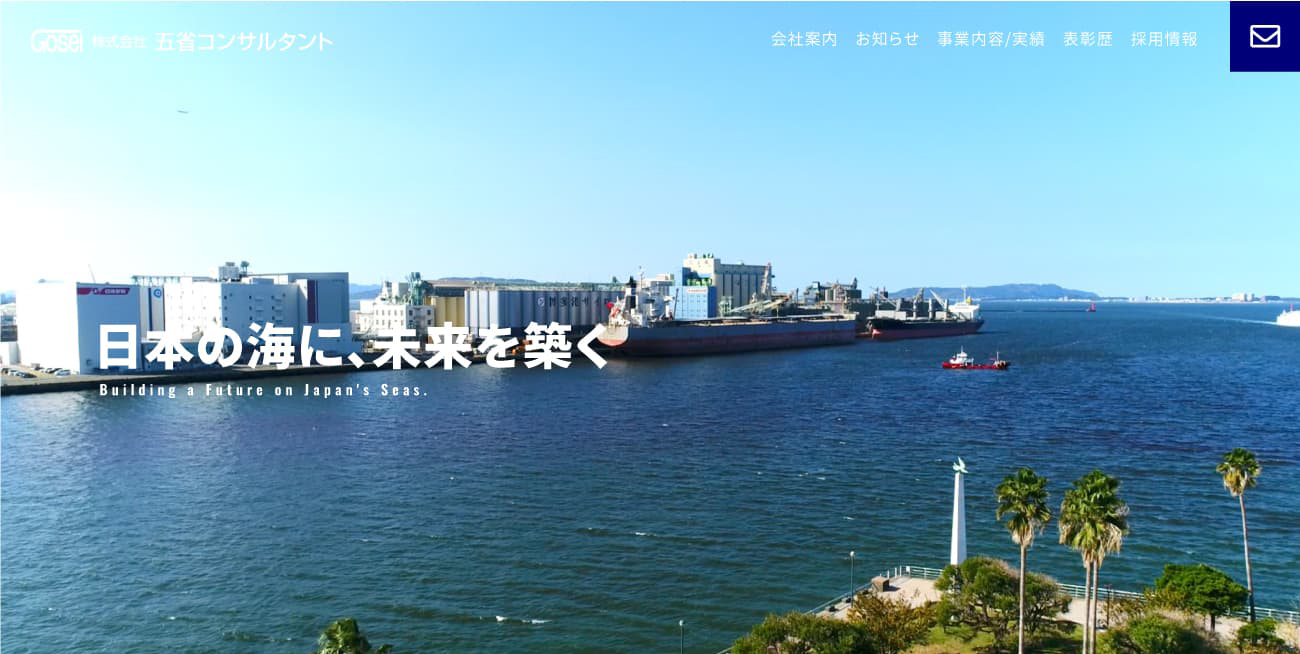 Gosei 株式会社 五省コンサルタント
会社案内 お知らせ 事業内容/実績 表彰歴 採用情報
日本の海に、未来を築く
Building a Future on Japan's Seas.